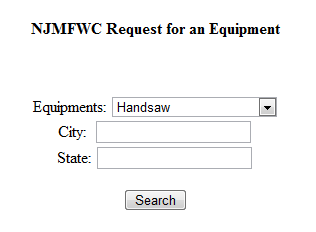 NJMFWC Request for an Equipment
Equipments: Handsaw
City:
State:
Search